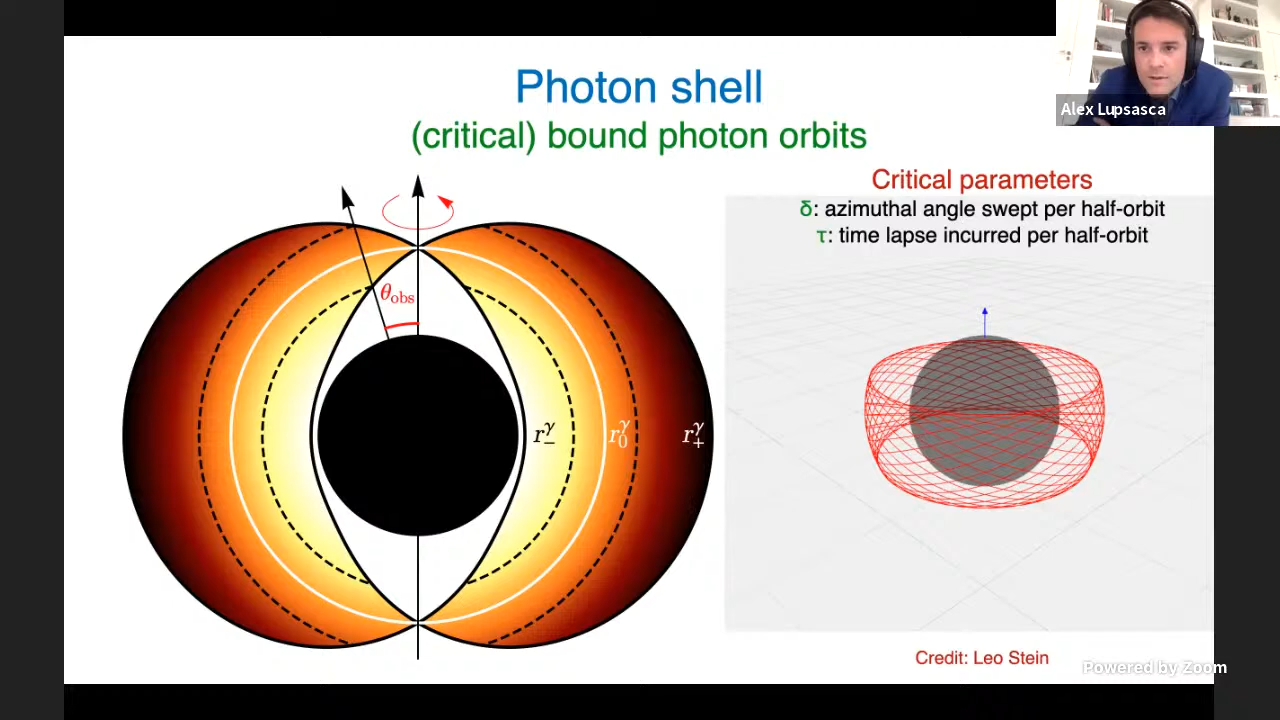 Photon shell
(critical) bound photon orbits
Alex Lupsasca
Critical parameters
δ: azimuthal angle swept per half-orbit
τ: time lapse incurred per half-orbit
θobs
r₋^γ
r₀^γ
r₊^γ
Credit: Leo Stein
Powered by Zoom